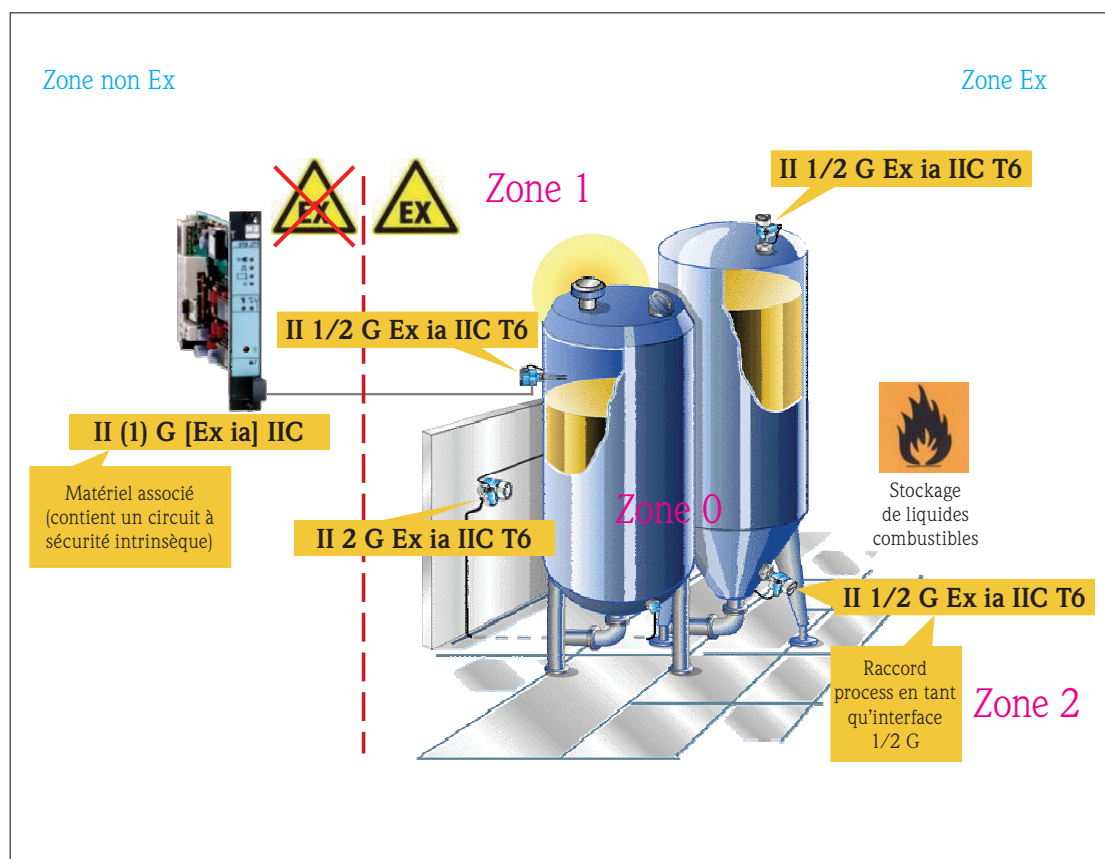 Zone non Ex
Zone Ex
EX
EX
Zone 1
II 1/2 G Ex ia IIC T6
II 1/2 G Ex ia IIC T6
II (1) G [Ex ia] IIC
Matériel associé
(contient un circuit à
sécurité intrinsèque)
II 2 G Ex ia IIC T6
Zone 0
Stockage
de liquides
combustibles
II 1/2 G Ex ia IIC T6
Raccord
process en tant
qu'interface
1/2 G
Zone 2